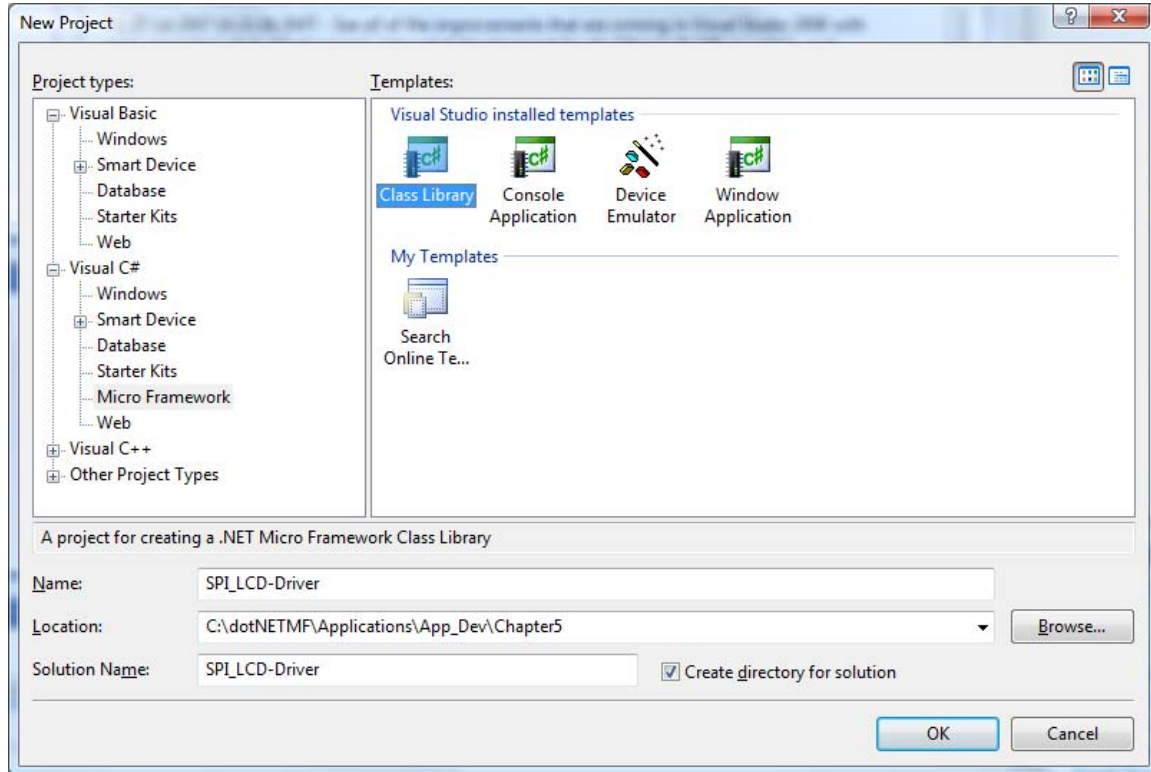 New Project
Project types:
Templates:
Visual Basic
Windows
Smart Device
Database
Starter Kits
Web
Visual C#
Windows
Smart Device
Database
Starter Kits
Micro Framework
Web
Visual C++
Other Project Types
Visual Studio installed templates
C#
Class Library
C#
Console
Application
Device
Emulator
C#
Window
Application
My Templates
Search
Online Te...
A project for creating a .NET Micro Framework Class Library
Name:
SPI_LCD-Driver
Location:
C:\dotNETMF\Applications\App_Dev\Chapter5
Browse...
Solution Name:
SPI_LCD-Driver
Create directory for solution
OK
Cancel